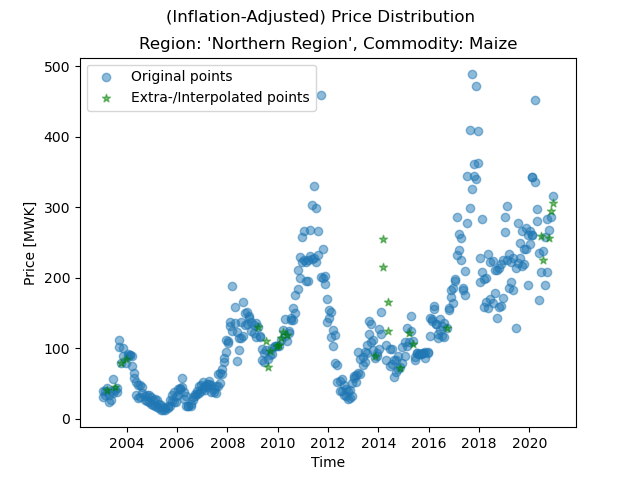 (Inflation-Adjusted) Price Distribution
Region: 'Northern Region', Commodity: Maize
Original points
Extra-/Interpolated points
Price [MWK]
500
400
300
200
100
0
2004 2006 2008 2010 2012 2014 2016 2018 2020
Time